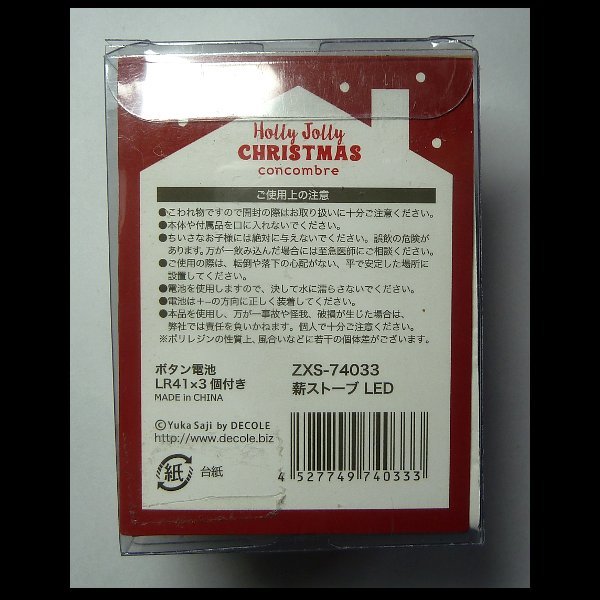 Holly Jolly
CHRISTMAS
concombre
ご使用上の注意
●こわれ物ですので開封の際はお取り扱いに十分ご注意ください。
●本体や付属品を口に入れないでください。
●ちいさなお子様には絶対に与えないでください。誤飲の危険が
あります。万が一飲み込んだ場合には至急医師にご相談ください。
●ご使用の際は、転倒や落下の心配がない、平で安定した場所に
設置してください。
●電池を使用しますので、決して水に濡らさないでください。
●電池は+−の方向に正しく装着してください。
●本品を使用し、万が一事故や怪我、破損が生じた場合は、
弊社では責任を負いかねます。個人で十分ご注意ください。
※ポリレジンの性質上、風合いなどに若干の個体差がございます。
ボタン電池
LR41×3個付き
MADE in CHINA
ZXS-74033
薪ストーブ LED
©Yuka Saji by DECOLE
http://www.decole.biz
紙 台紙
4 527749 740333